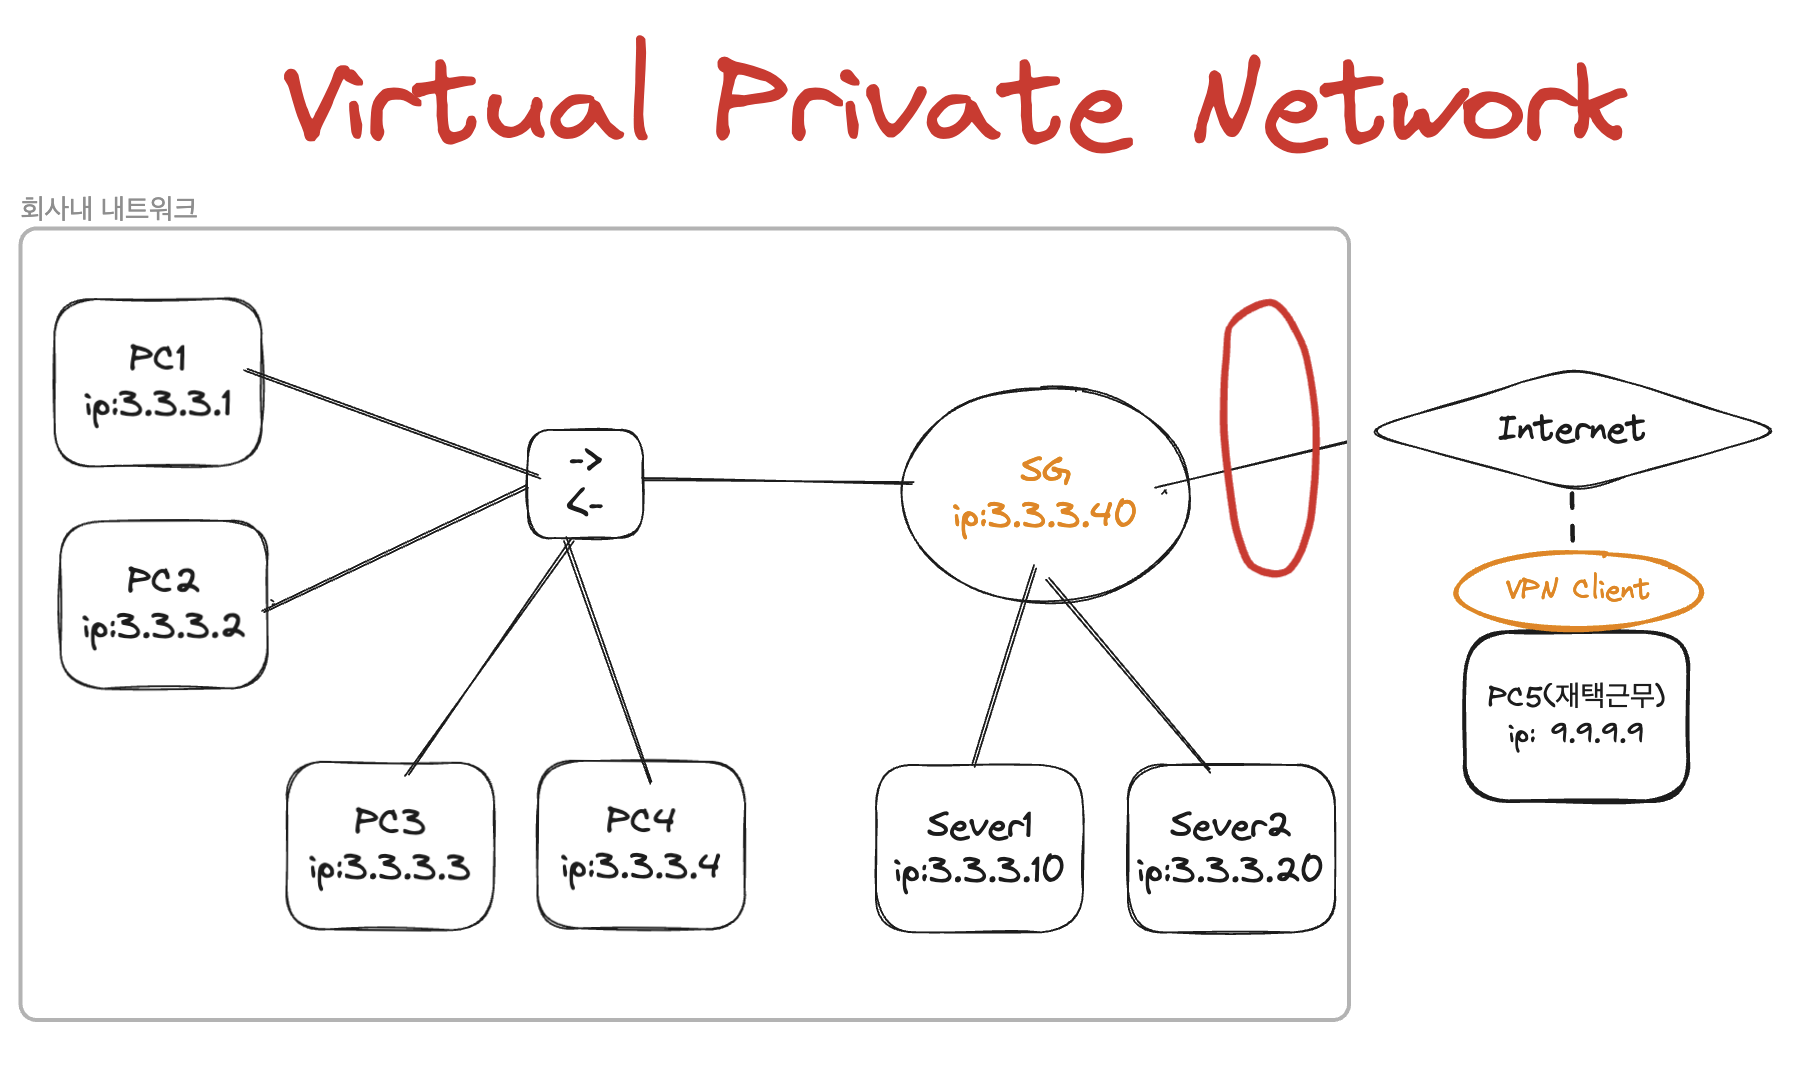 Virtual Private Network
회사내 내트워크
PC1
ip:3.3.3.1
PC2
ip:3.3.3.2
->
<-
SG
ip:3.3.3.40
Internet
VPN Client
PC5(재택근무)
ip: 9.9.9.9
PC3
ip:3.3.3.3
PC4
ip:3.3.3.4
Sever1
ip:3.3.3.10
Sever2
ip:3.3.3.20